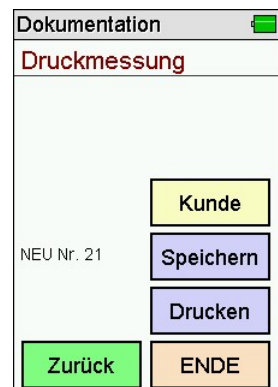 Dokumentation
Druckmessung
Kunde
NEU Nr. 21
Speichern
Drucken
Zurück
ENDE